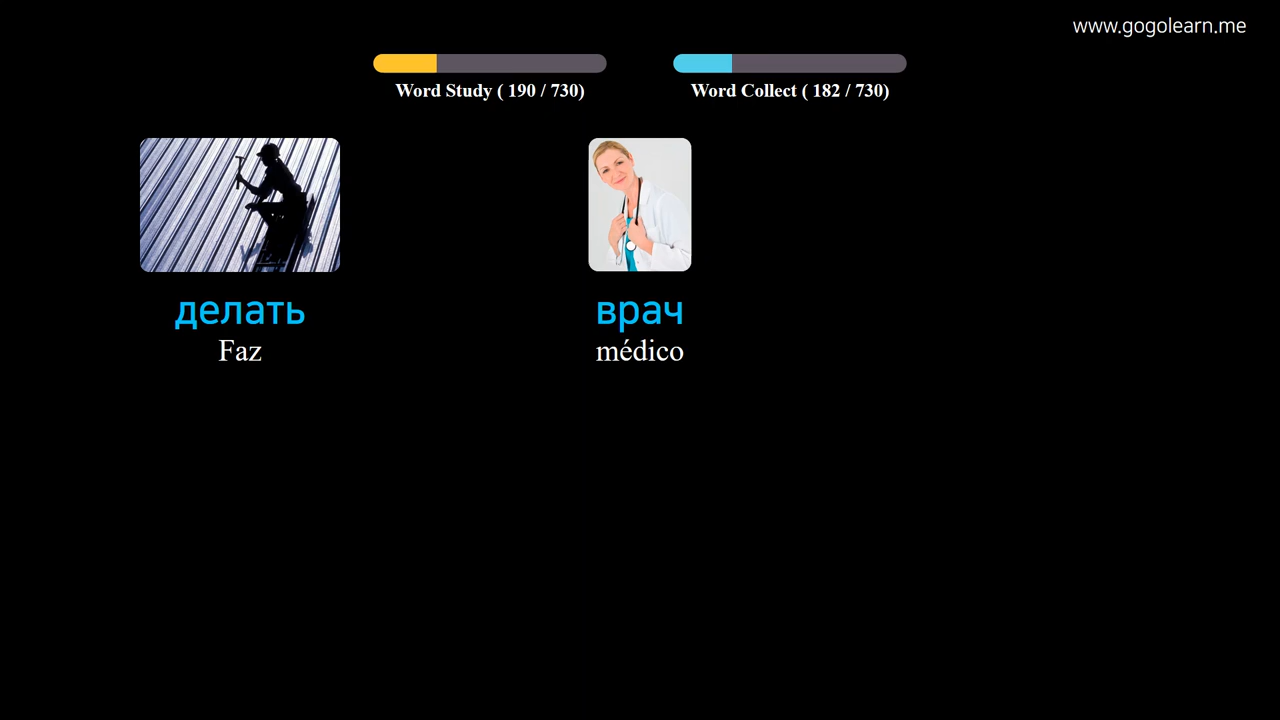 www.gogolearn.me
Word Study ( 190 / 730)
Word Collect ( 182 / 730)
делать
Faz
врач
médico